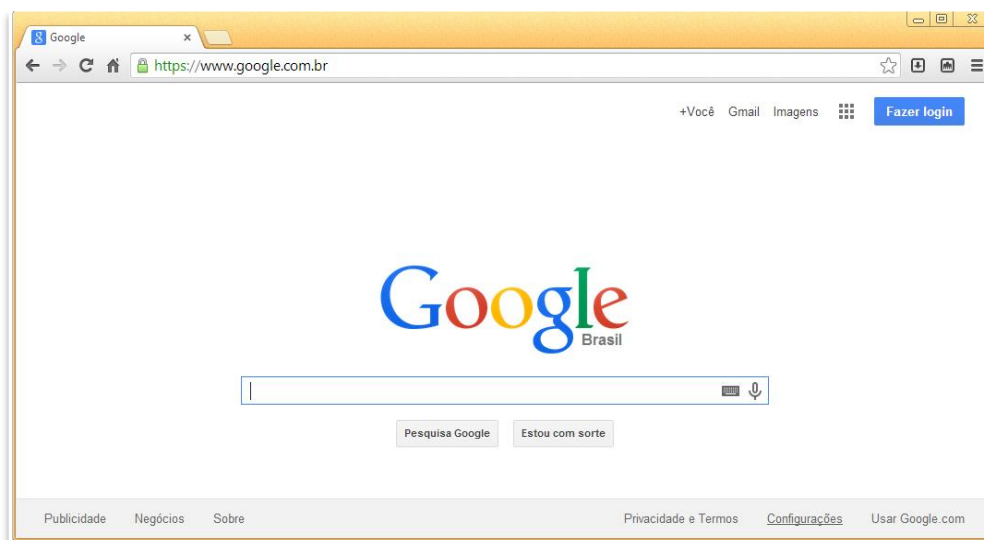 Google
https://www.google.com.br
+Você Gmail Imagens Fazer login
Google
Brasil
Pesquisa Google Estou com sorte
Publicidade Negócios Sobre Privacidade e Termos Configurações Usar Google.com